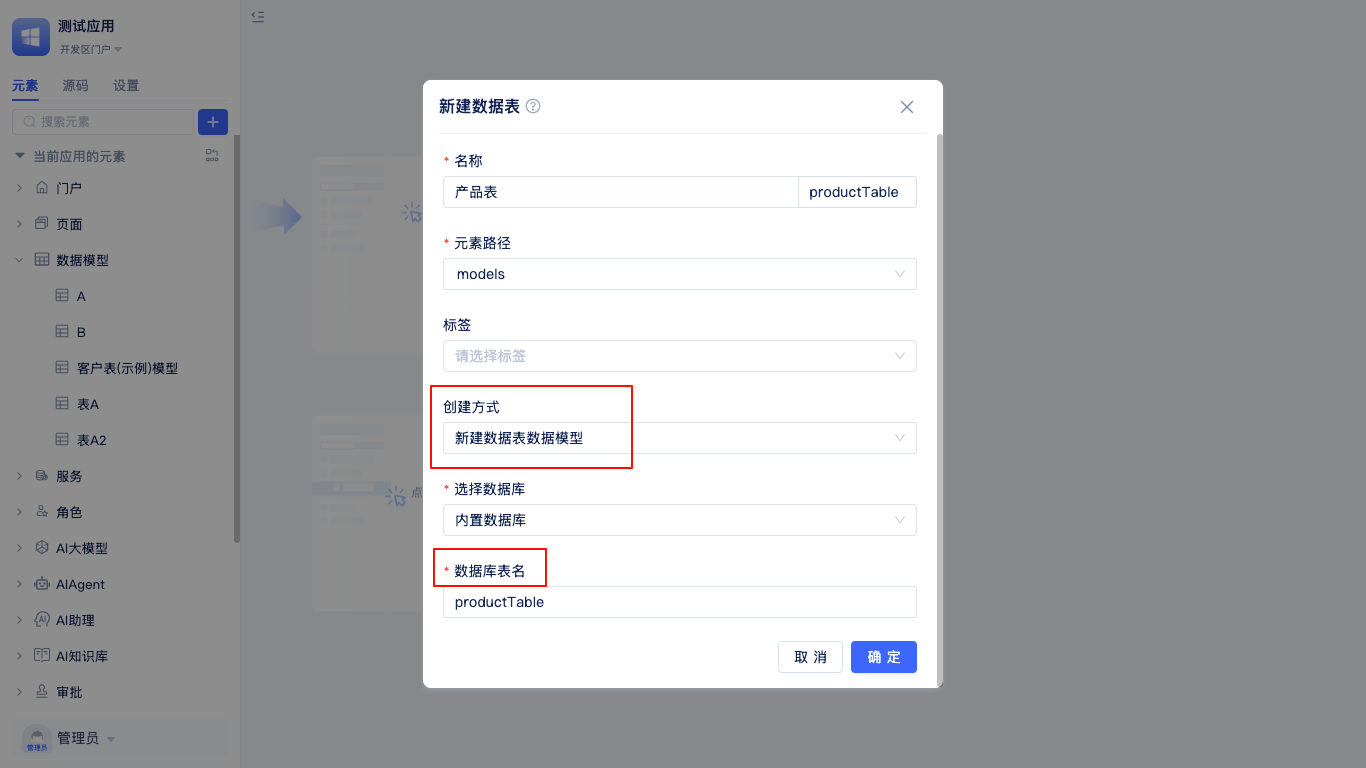 测试应用
开发区门户
元素 源码 设置
搜索元素
当前应用的元素
门户
页面
数据模型
A
B
客户表(示例)模型
表A
表A2
服务
角色
AI大模型
AIAgent
AI助理
AI知识库
审批
管理员
管理员
点
新建数据表
* 名称
产品表 productTable
* 元素路径
models
标签
请选择标签
创建方式
新建数据表数据模型
* 选择数据库
内置数据库
* 数据库表名
productTable
取 消 确 定